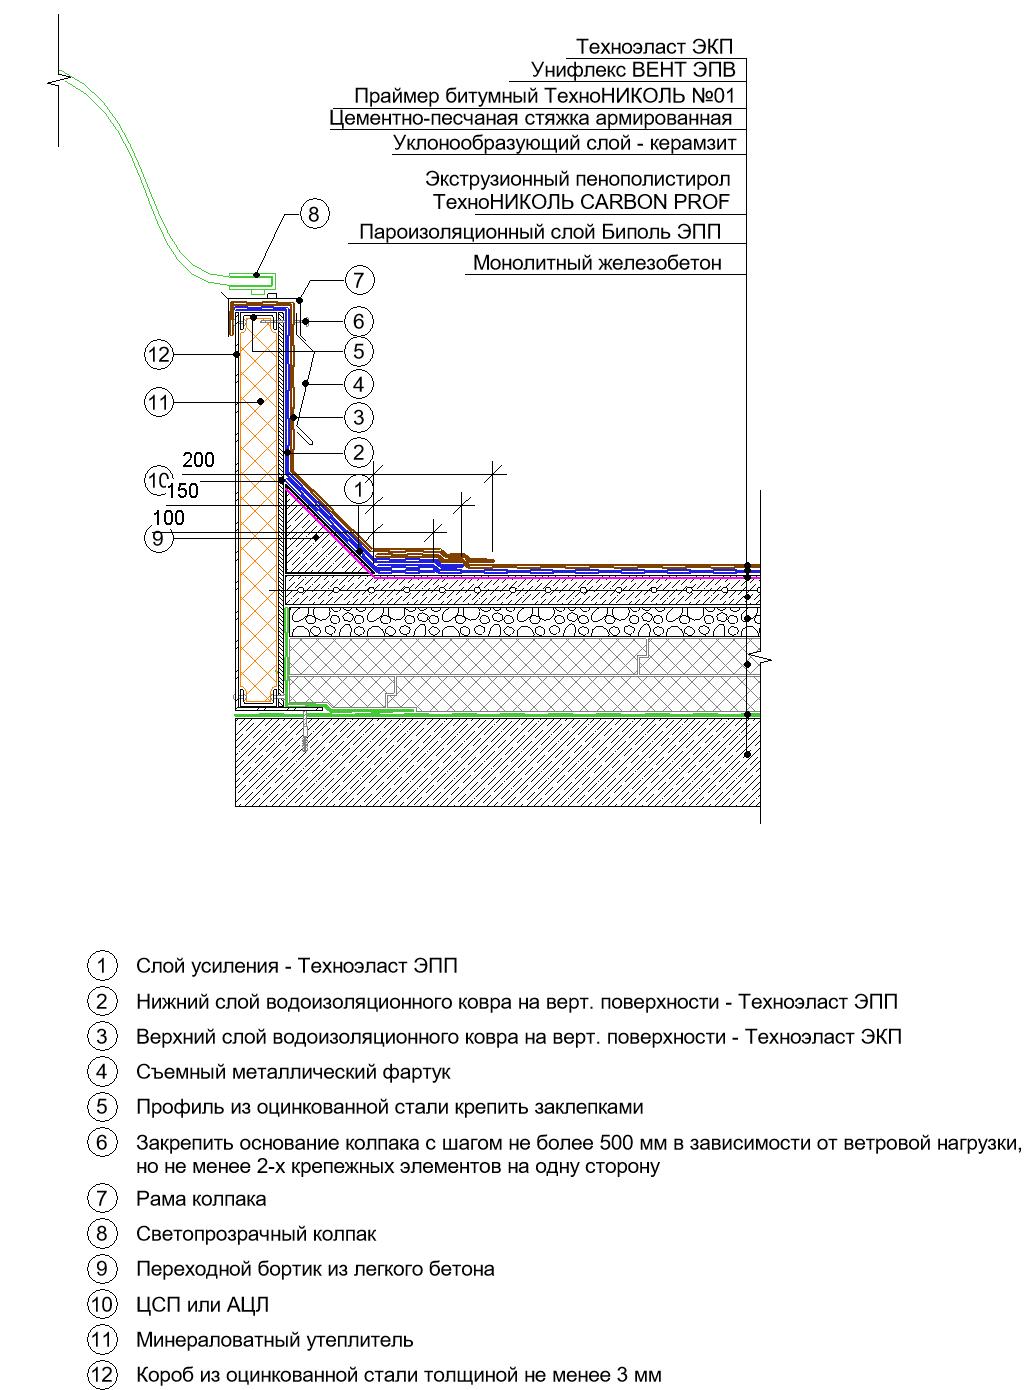 Техноэласт ЭКП
Унифлекс ВЕНТ ЭПВ
Праймер битумный ТехноНИКОЛЬ №01
Цементно-песчаная стяжка армированная
Уклонообразующий слой - керамзит
Экструзионный пенополистирол
ТехноНИКОЛЬ CARBON PROF
Пароизоляционный слой Биполь ЭПП
Монолитный железобетон
8
7
6
5
12
4
11
3
2
200
10
150
1
100
9
1 Слой усиления - Техноэласт ЭПП
2 Нижний слой водоизоляционного ковра на верт. поверхности - Техноэласт ЭПП
3 Верхний слой водоизоляционного ковра на верт. поверхности - Техноэласт ЭКП
4 Съемный металлический фартук
5 Профиль из оцинкованной стали крепить заклепками
6 Закрепить основание колпака с шагом не более 500 мм в зависимости от ветровой нагрузки,
но не менее 2-х крепежных элементов на одну сторону
7 Рама колпака
8 Светопрозрачный колпак
9 Переходной бортик из легкого бетона
10 ЦСП или АЦЛ
11 Минераловатный утеплитель
12 Короб из оцинкованной стали толщиной не менее 3 мм